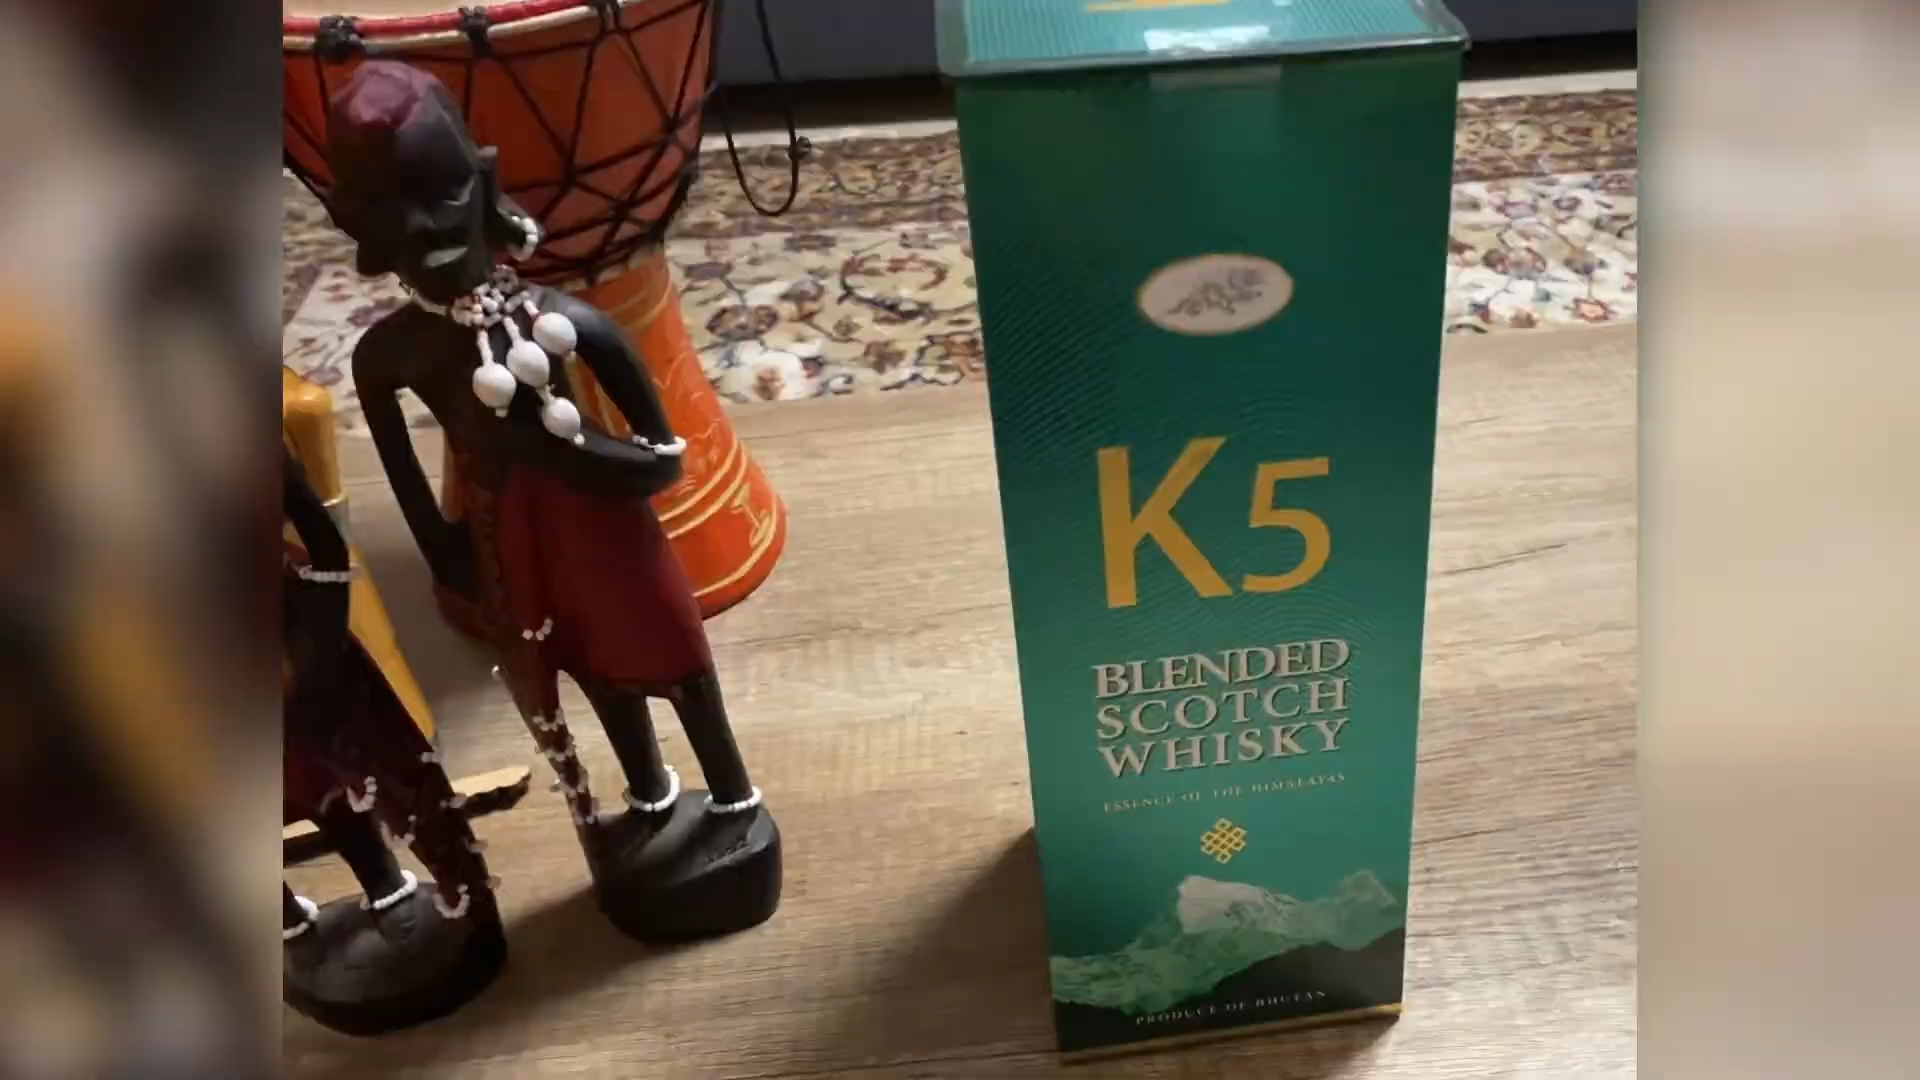 K5
BLENDED
SCOTCH
WHISKY
ESSENCE OF THE HIMALAYAS
PRODUCE OF BHUTAN